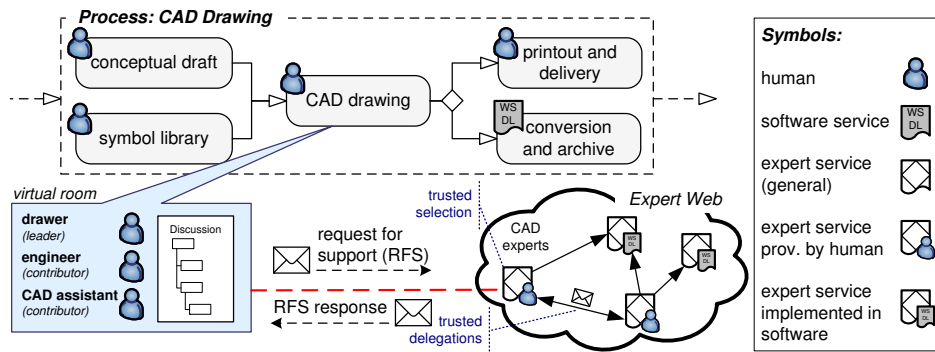 Process: CAD Drawing
conceptual draft
symbol library
CAD drawing
printout and
delivery
WS
DL
conversion
and archive
virtual room
drawer
(leader)
engineer
(contributor)
CAD assistant
(contributor)
Discussion
request for
support (RFS)
RFS response
trusted
selection
trusted
delegations
Expert Web
CAD
experts
WS
DL
WS
DL
Symbols:
human
software service
WS
DL
expert service
(general)
expert service
prov. by human
expert service
implemented in
software
WS
DL